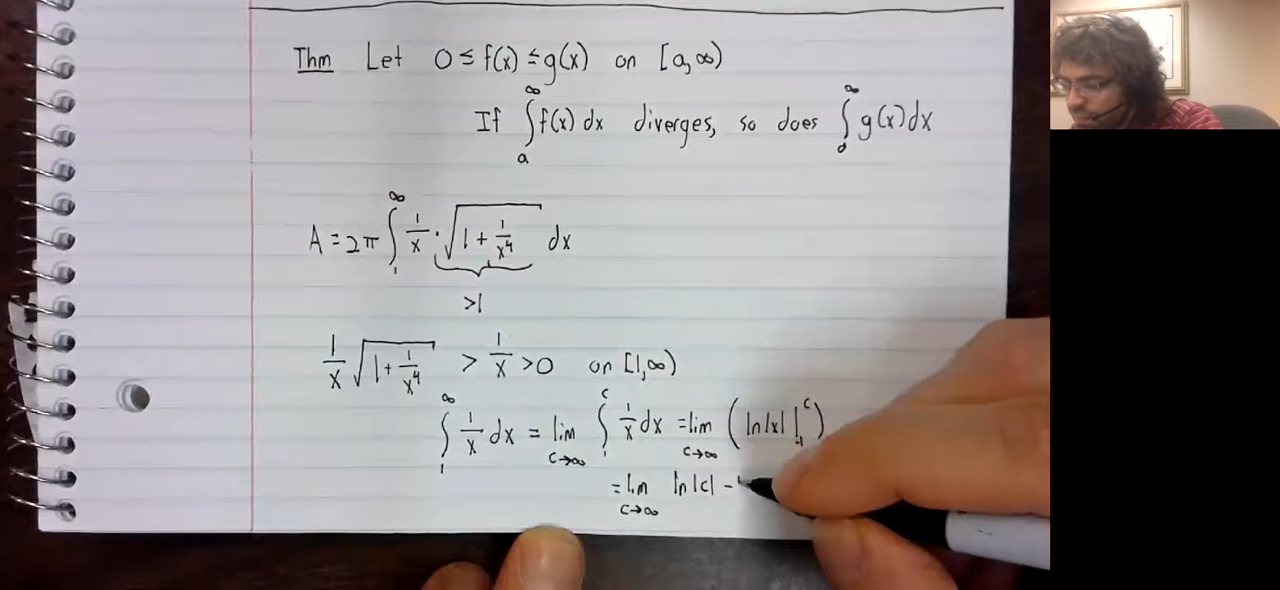 Thm Let 0 ≤ f(x) ≤ g(x) on [a, ∞)
If ∫_a^∞ f(x) dx diverges, so does ∫_a^∞ g(x) dx
A = 2π ∫_1^∞ 1/x · √(1 + 1/x⁴) dx
>1
1/x √(1 + 1/x⁴) > 1/x > 0 on [1, ∞)
∫_1^∞ 1/x dx = lim_{c→∞} ∫_1^c 1/x dx = lim_{c→∞} (ln|x| |_1^c)
= lim_{c→∞} ln|c| -